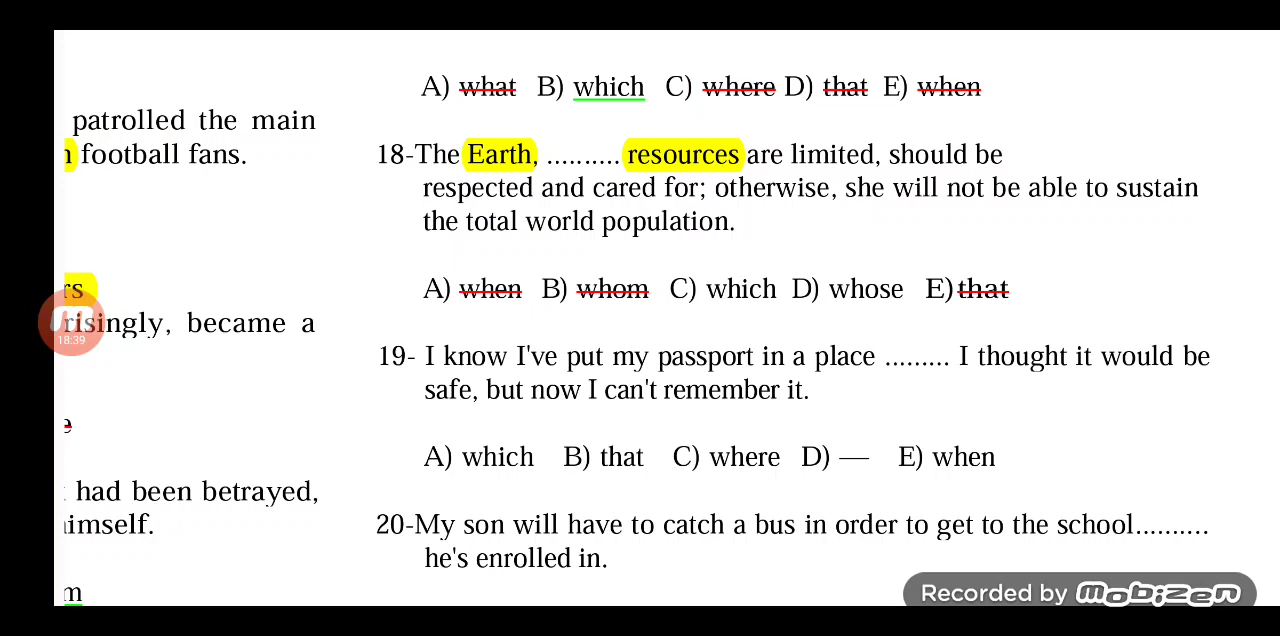 patrolled the main
football fans.
rs
risingly, became a
18:39
e
had been betrayed,
imself.
m
A) what B) which C) where D) that E) when
18-The Earth, .......... resources are limited, should be
respected and cared for; otherwise, she will not be able to sustain
the total world population.
A) when B) whom C) which D) whose E) that
19- I know I've put my passport in a place ......... I thought it would be
safe, but now I can't remember it.
A) which B) that C) where D) — E) when
20-My son will have to catch a bus in order to get to the school..........
he's enrolled in.
Recorded by mobizen